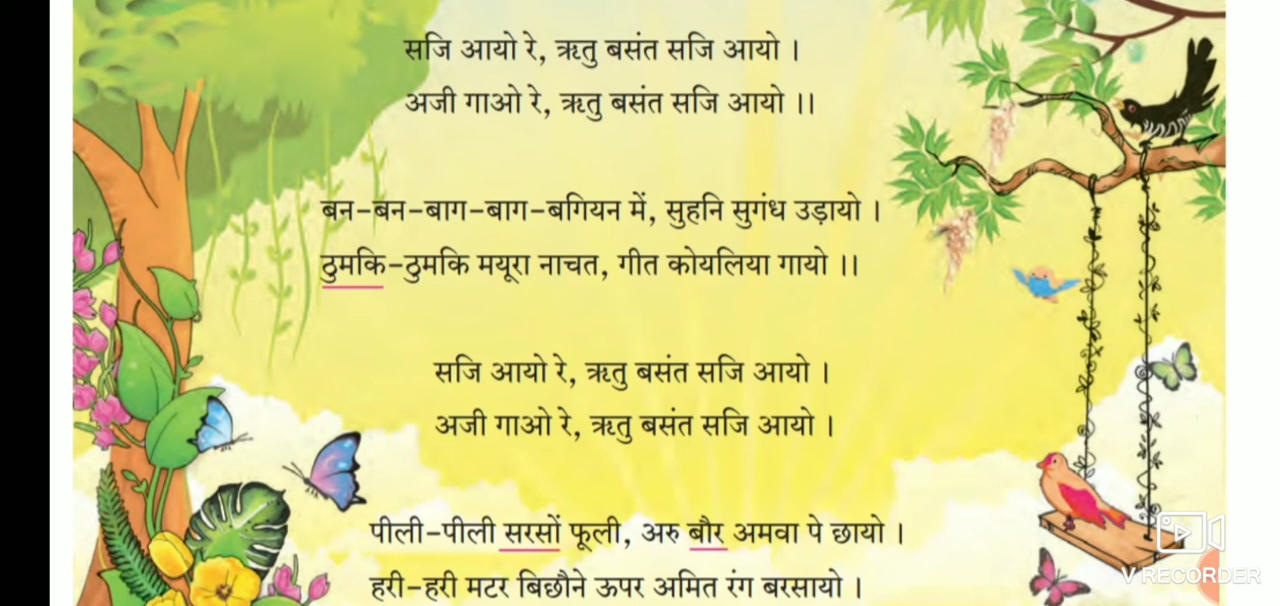 सजि आयो रे, ऋतु बसंत सजि आयो ।
अजी गाओ रे, ऋतु बसंत सजि आयो ।।
बन-बन-बाग-बाग-बगियन में, सुहनि सुगंध उड़ायो ।
ठुमकि-ठुमकि मयूरा नाचत, गीत कोयलिया गायो ।।
सजि आयो रे, ऋतु बसंत सजि आयो ।
अजी गाओ रे, ऋतु बसंत सजि आयो ।
पीली-पीली सरसों फूली, अरु बौर अमवा पे छायो ।
हरी-हरी मटर बिछौने ऊपर अमित रंग बरसायो ।
V RECORDER